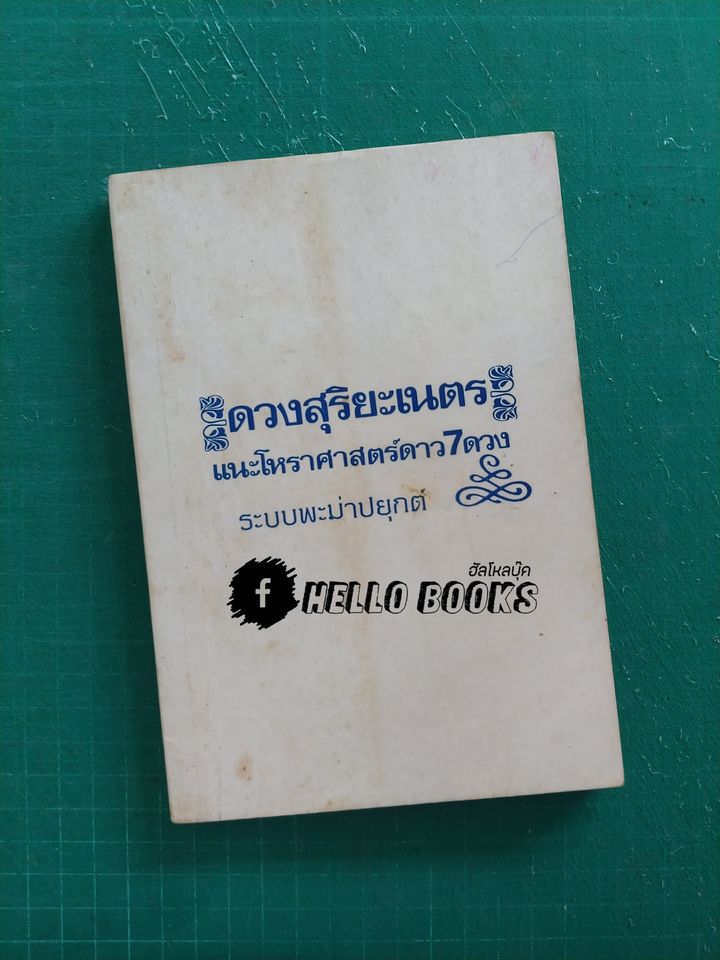 ดวงสุริยะเนตร
แนะโหราศาสตร์ดาว7ดวง
ระบบพะม่าปยุกต์
ฮัลโหลบุ๊ค
f HELLO BOOKS